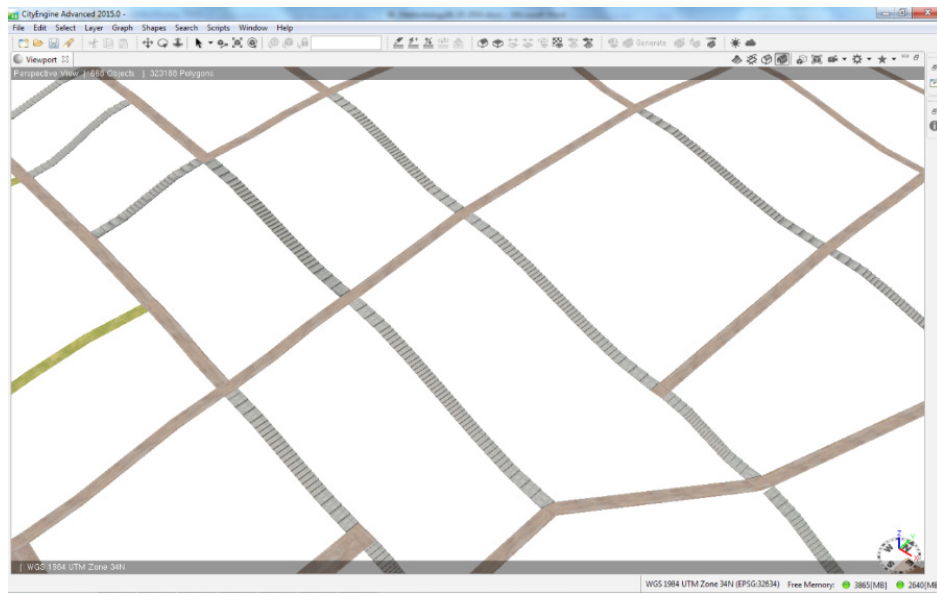 CityEngine Advanced 2015.0 -
File Edit Select Layer Graph Shapes Search Scripts Window Help
Generate
Viewport
Perspective View | 668 Objects | 323188 Polygons
| WGS 1984 UTM Zone 34N
WGS 1984 UTM Zone 34N (EPSG:32634) Free Memory: 3865[MB] 2640[MB